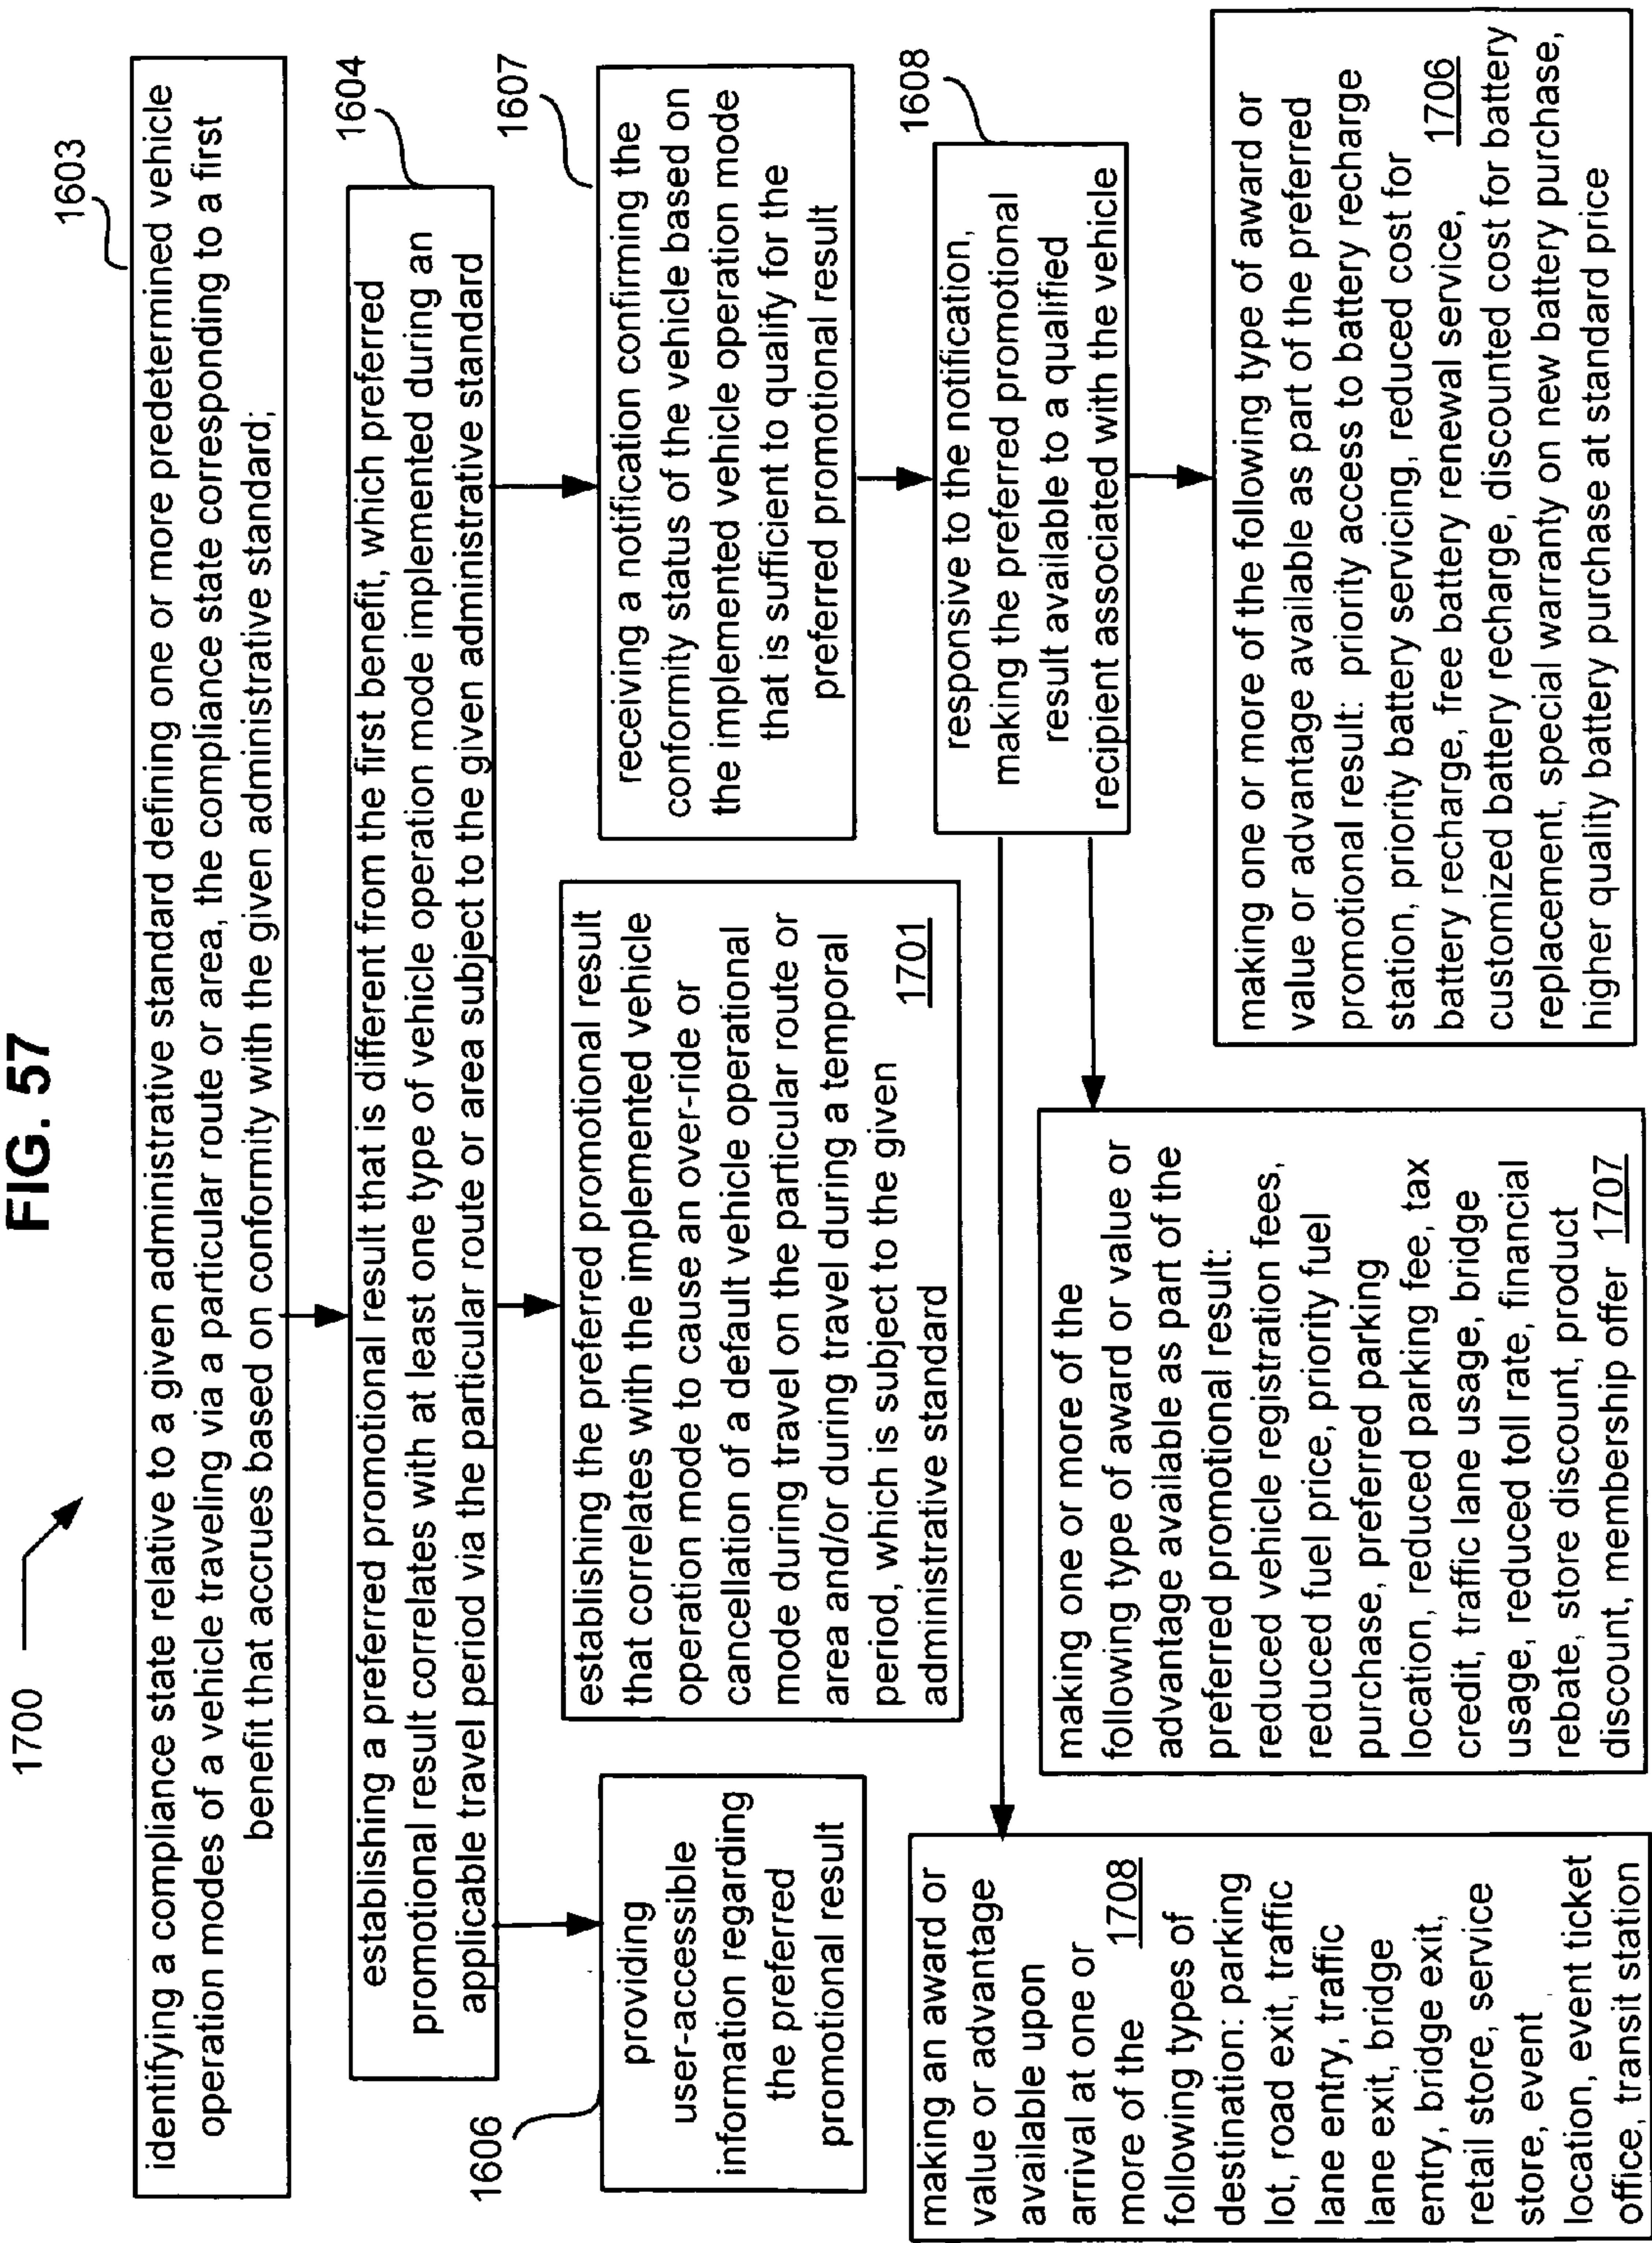 FIG. 57
1700
1603
identifying a compliance state relative to a given administrative standard defining one or more predetermined vehicle
operation modes of a vehicle traveling via a particular route or area, the compliance state corresponding to a first
benefit that accrues based on conformity with the given administrative standard;
1604
establishing a preferred promotional result that is different from the first benefit, which preferred
promotional result correlates with at least one type of vehicle operation mode implemented during an
applicable travel period via the particular route or area subject to the given administrative standard
1606
providing
user-accessible
information regarding
the preferred
promotional result
establishing the preferred promotional result
that correlates with the implemented vehicle
operation mode to cause an over-ride or
cancellation of a default vehicle operational
mode during travel on the particular route or
area and/or during travel during a temporal
period, which is subject to the given
administrative standard 1701
1607
receiving a notification confirming the
conformity status of the vehicle based on
the implemented vehicle operation mode
that is sufficient to qualify for the
preferred promotional result
1608
responsive to the notification,
making the preferred promotional
result available to a qualified
recipient associated with the vehicle
making an award or
value or advantage
available upon
arrival at one or
more of the 1708
following types of
destination: parking
lot, road exit, traffic
lane entry, traffic
lane exit, bridge
entry, bridge exit,
retail store, service
store, event
location, event ticket
office, transit station
making one or more of the
following type of award or value or
advantage available as part of the
preferred promotional result:
reduced vehicle registration fees,
reduced fuel price, priority fuel
purchase, preferred parking
location, reduced parking fee, tax
credit, traffic lane usage, bridge
usage, reduced toll rate, financial
rebate, store discount, product
discount, membership offer 1707
making one or more of the following type of award or
value or advantage available as part of the preferred
promotional result: priority access to battery recharge
station, priority battery servicing, reduced cost for
battery recharge, free battery renewal service, 1706
customized battery recharge, discounted cost for battery
replacement, special warranty on new battery purchase,
higher quality battery purchase at standard price